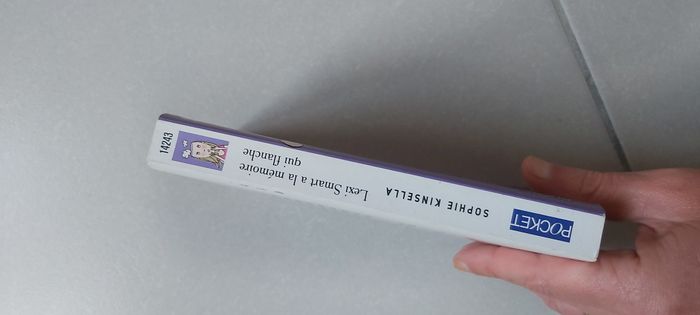 POCKET
SOPHIE KINSELLA
Lexi Smart a la mémoire
qui flanche
14243